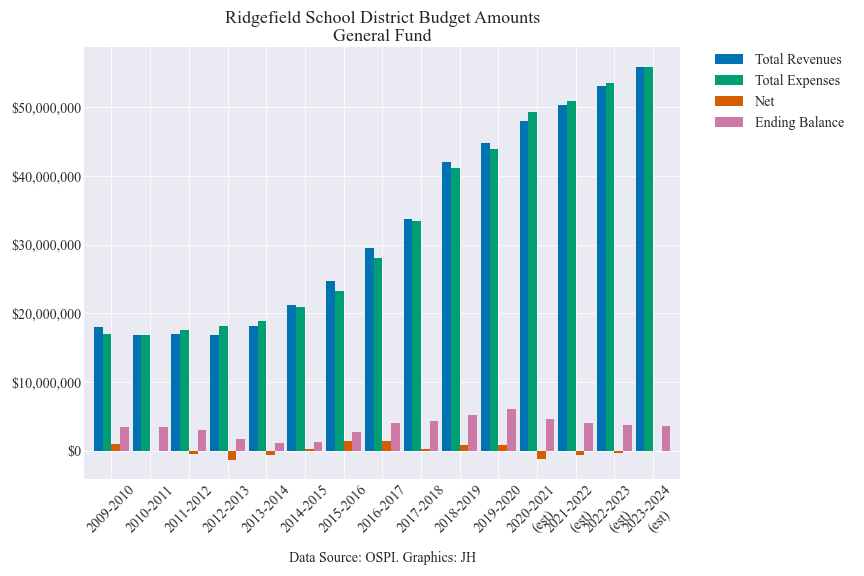 Ridgefield School District Budget Amounts
General Fund
Total Revenues
Total Expenses
Net
Ending Balance
$50,000,000
$40,000,000
$30,000,000
$20,000,000
$10,000,000
$0
2009-2010
2010-2011
2011-2012
2012-2013
2013-2014
2014-2015
2015-2016
2016-2017
2017-2018
2018-2019
2019-2020
2020-2021
(est)
2021-2022
(est)
2022-2023
(est)
2023-2024
(est)
Data Source: OSPI. Graphics: JH